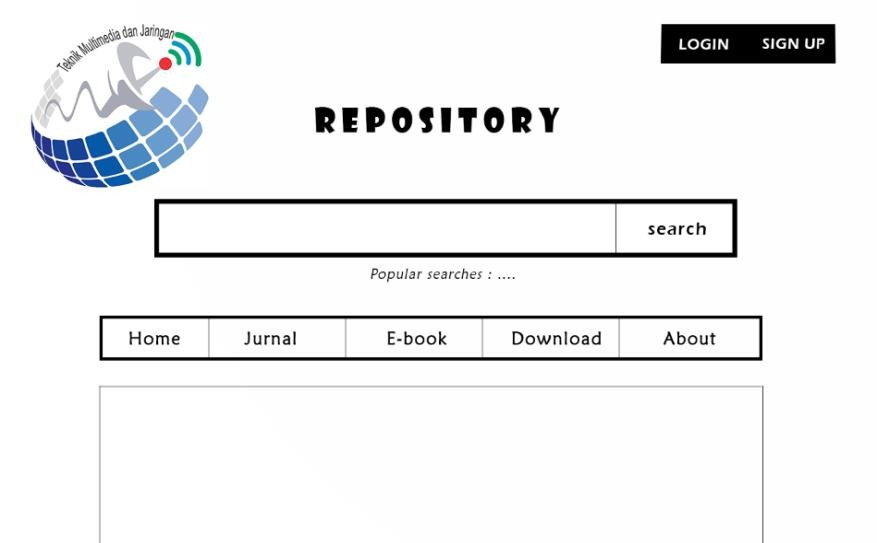 Teknik Multimedia dan Jaringan
LOGIN SIGN UP
REPOSITORY
search
Popular searches : ....
Home Jurnal E-book Download About